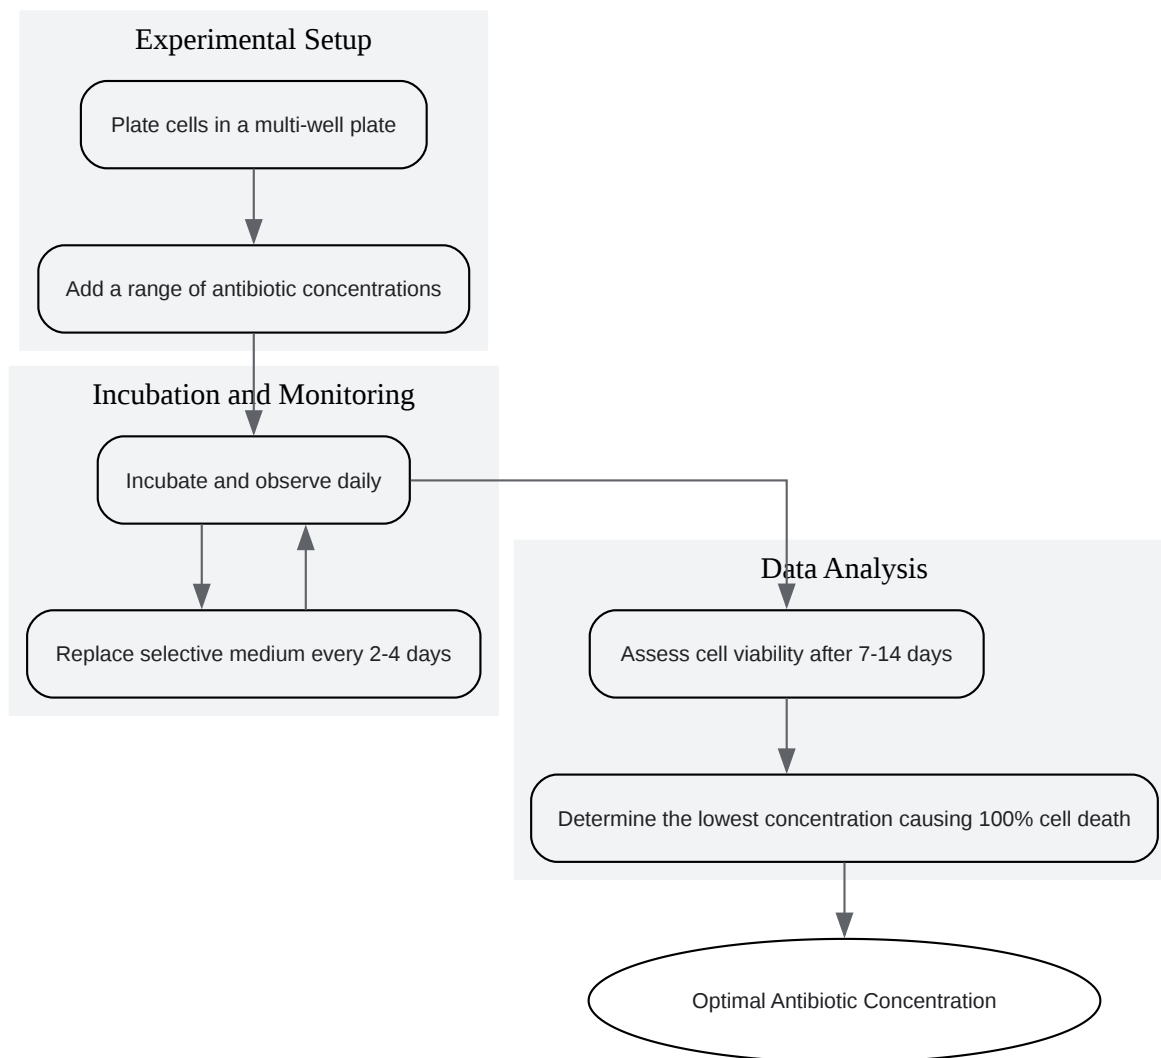 Experimental Setup
Plate cells in a multi-well plate
Add a range of antibiotic concentrations
Incubation and Monitoring
Incubate and observe daily
Replace selective medium every 2-4 days
Data Analysis
Assess cell viability after 7-14 days
Determine the lowest concentration causing 100% cell death
Optimal Antibiotic Concentration